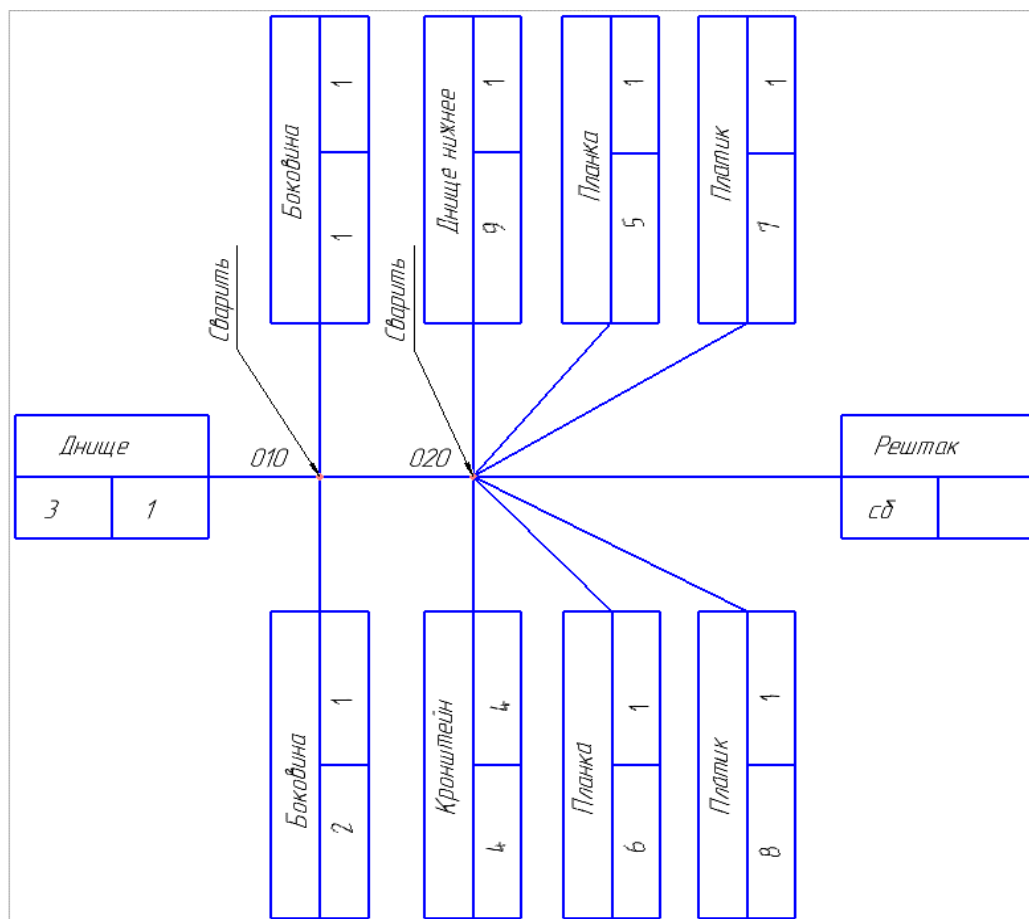 Боковина
1
1
Днище нижнее
9
1
Планка
5
1
Платик
7
1
Сварить
Сварить
Днище
3 1
010
020
Рештак
сб
Боковина
2
1
Кронштейн
4
4
Планка
6
1
Платик
8
1